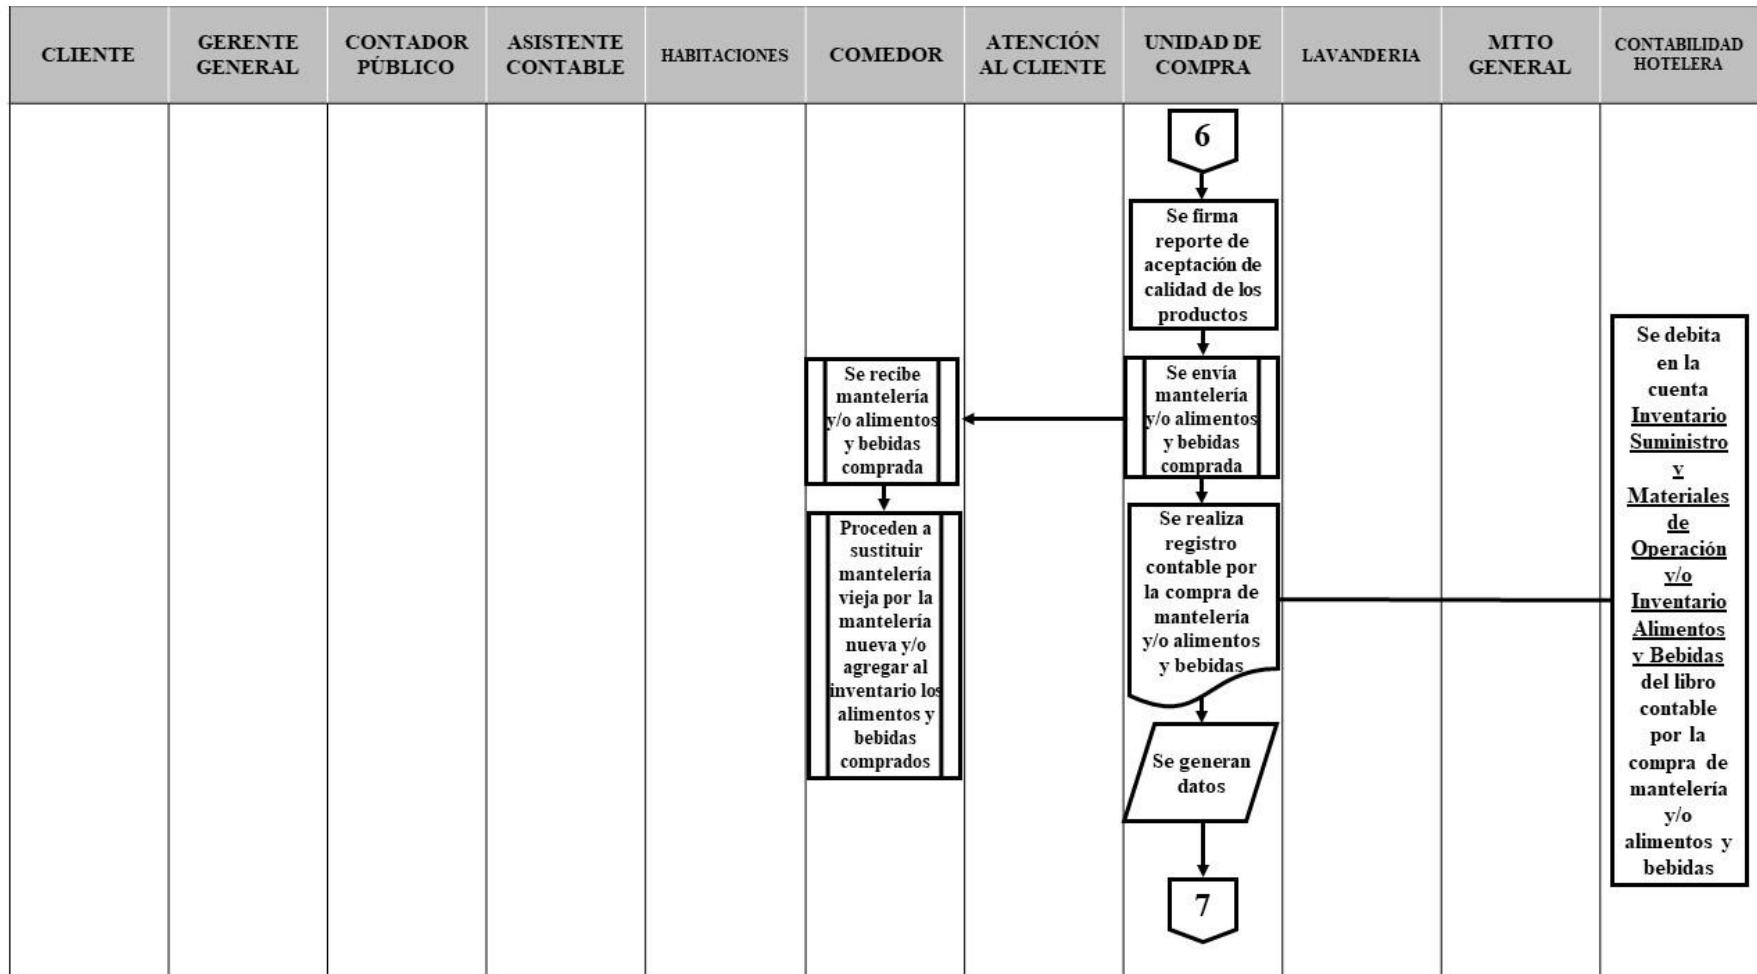 CLIENTE
GERENTE
GENERAL
CONTADOR
PÚBLICO
ASISTENTE
CONTABLE
HABITACIONES
COMEDOR
ATENCIÓN
AL CLIENTE
UNIDAD DE
COMPRA
LAVANDERIA
MTTO
GENERAL
CONTABILIDAD
HOTELERA
6
Se firma
reporte de
aceptación de
calidad de los
productos
Se envía
mantelería
y/o alimentos
y bebidas
comprada
Se recibe
mantelería
y/o alimentos
y bebidas
comprada
Proceden a
sustituir
mantelería
vieja por la
mantelería
nueva y/o
agregar al
inventario los
alimentos y
bebidas
comprados
Se realiza
registro
contable por
la compra de
mantelería
y/o alimentos
y bebidas
Se generan
datos
7
Se debita
en la
cuenta
Inventario
Suministro
y
Materiales
de
Operación
y/o
Inventario
Alimentos
y Bebidas
del libro
contable
por la
compra de
mantelería
y/o
alimentos y
bebidas